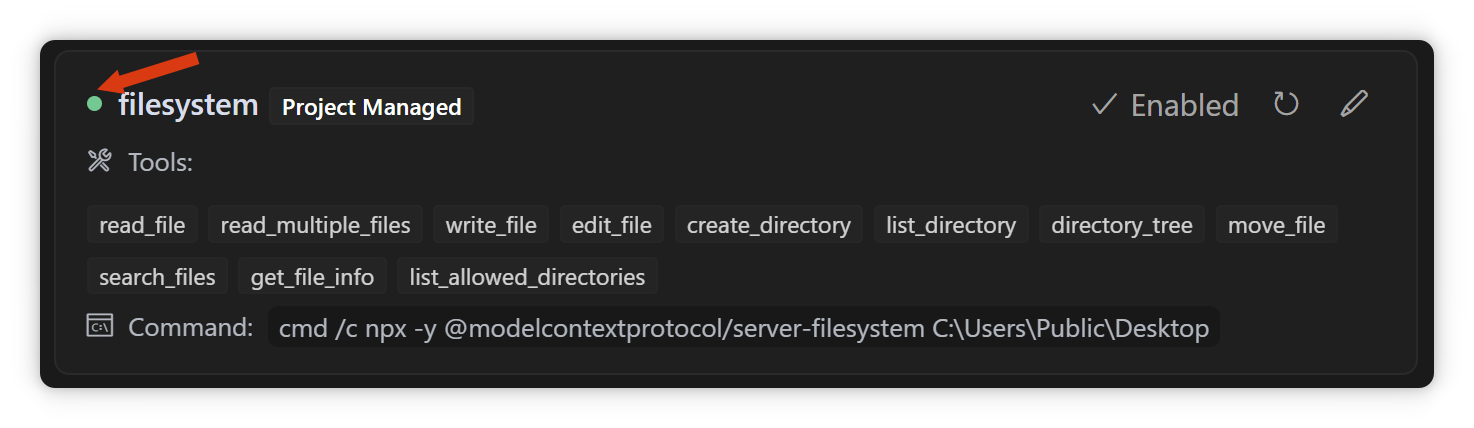 filesystem Project Managed Enabled
Tools:
read_file read_multiple_files write_file edit_file create_directory list_directory directory_tree move_file
search_files get_file_info list_allowed_directories
C:\ Command: cmd /c npx -y @modelcontextprotocol/server-filesystem C:\Users\Public\Desktop